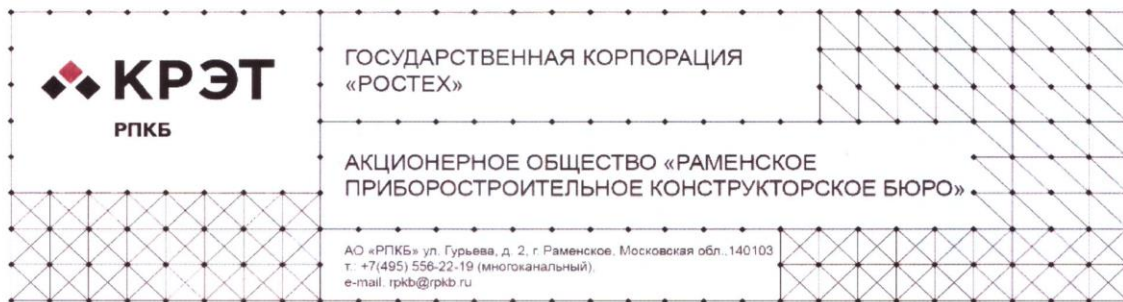 КРЭТ
РПКБ
ГОСУДАРСТВЕННАЯ КОРПОРАЦИЯ
«РОСТЕХ»
АКЦИОНЕРНОЕ ОБЩЕСТВО «РАМЕНСКОЕ
ПРИБОРОСТРОИТЕЛЬНОЕ КОНСТРУКТОРСКОЕ БЮРО»
АО «РПКБ» ул. Гурьева, д. 2, г. Раменское, Московская обл., 140103
т.: +7(495) 556-22-19 (многоканальный),
e-mail: rpkb@rpkb.ru